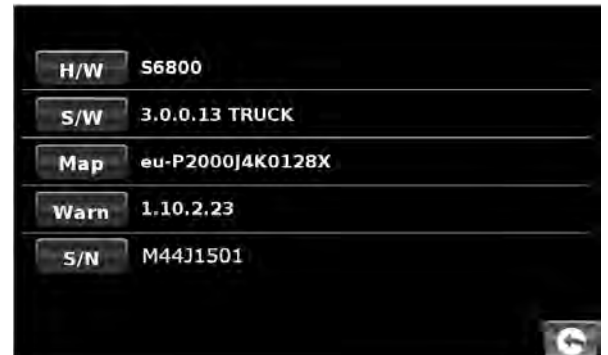 H/W S6800
S/W 3.0.0.13 TRUCK
Map eu-P2000J4K0128X
Warn 1.10.2.23
S/N M44J1501